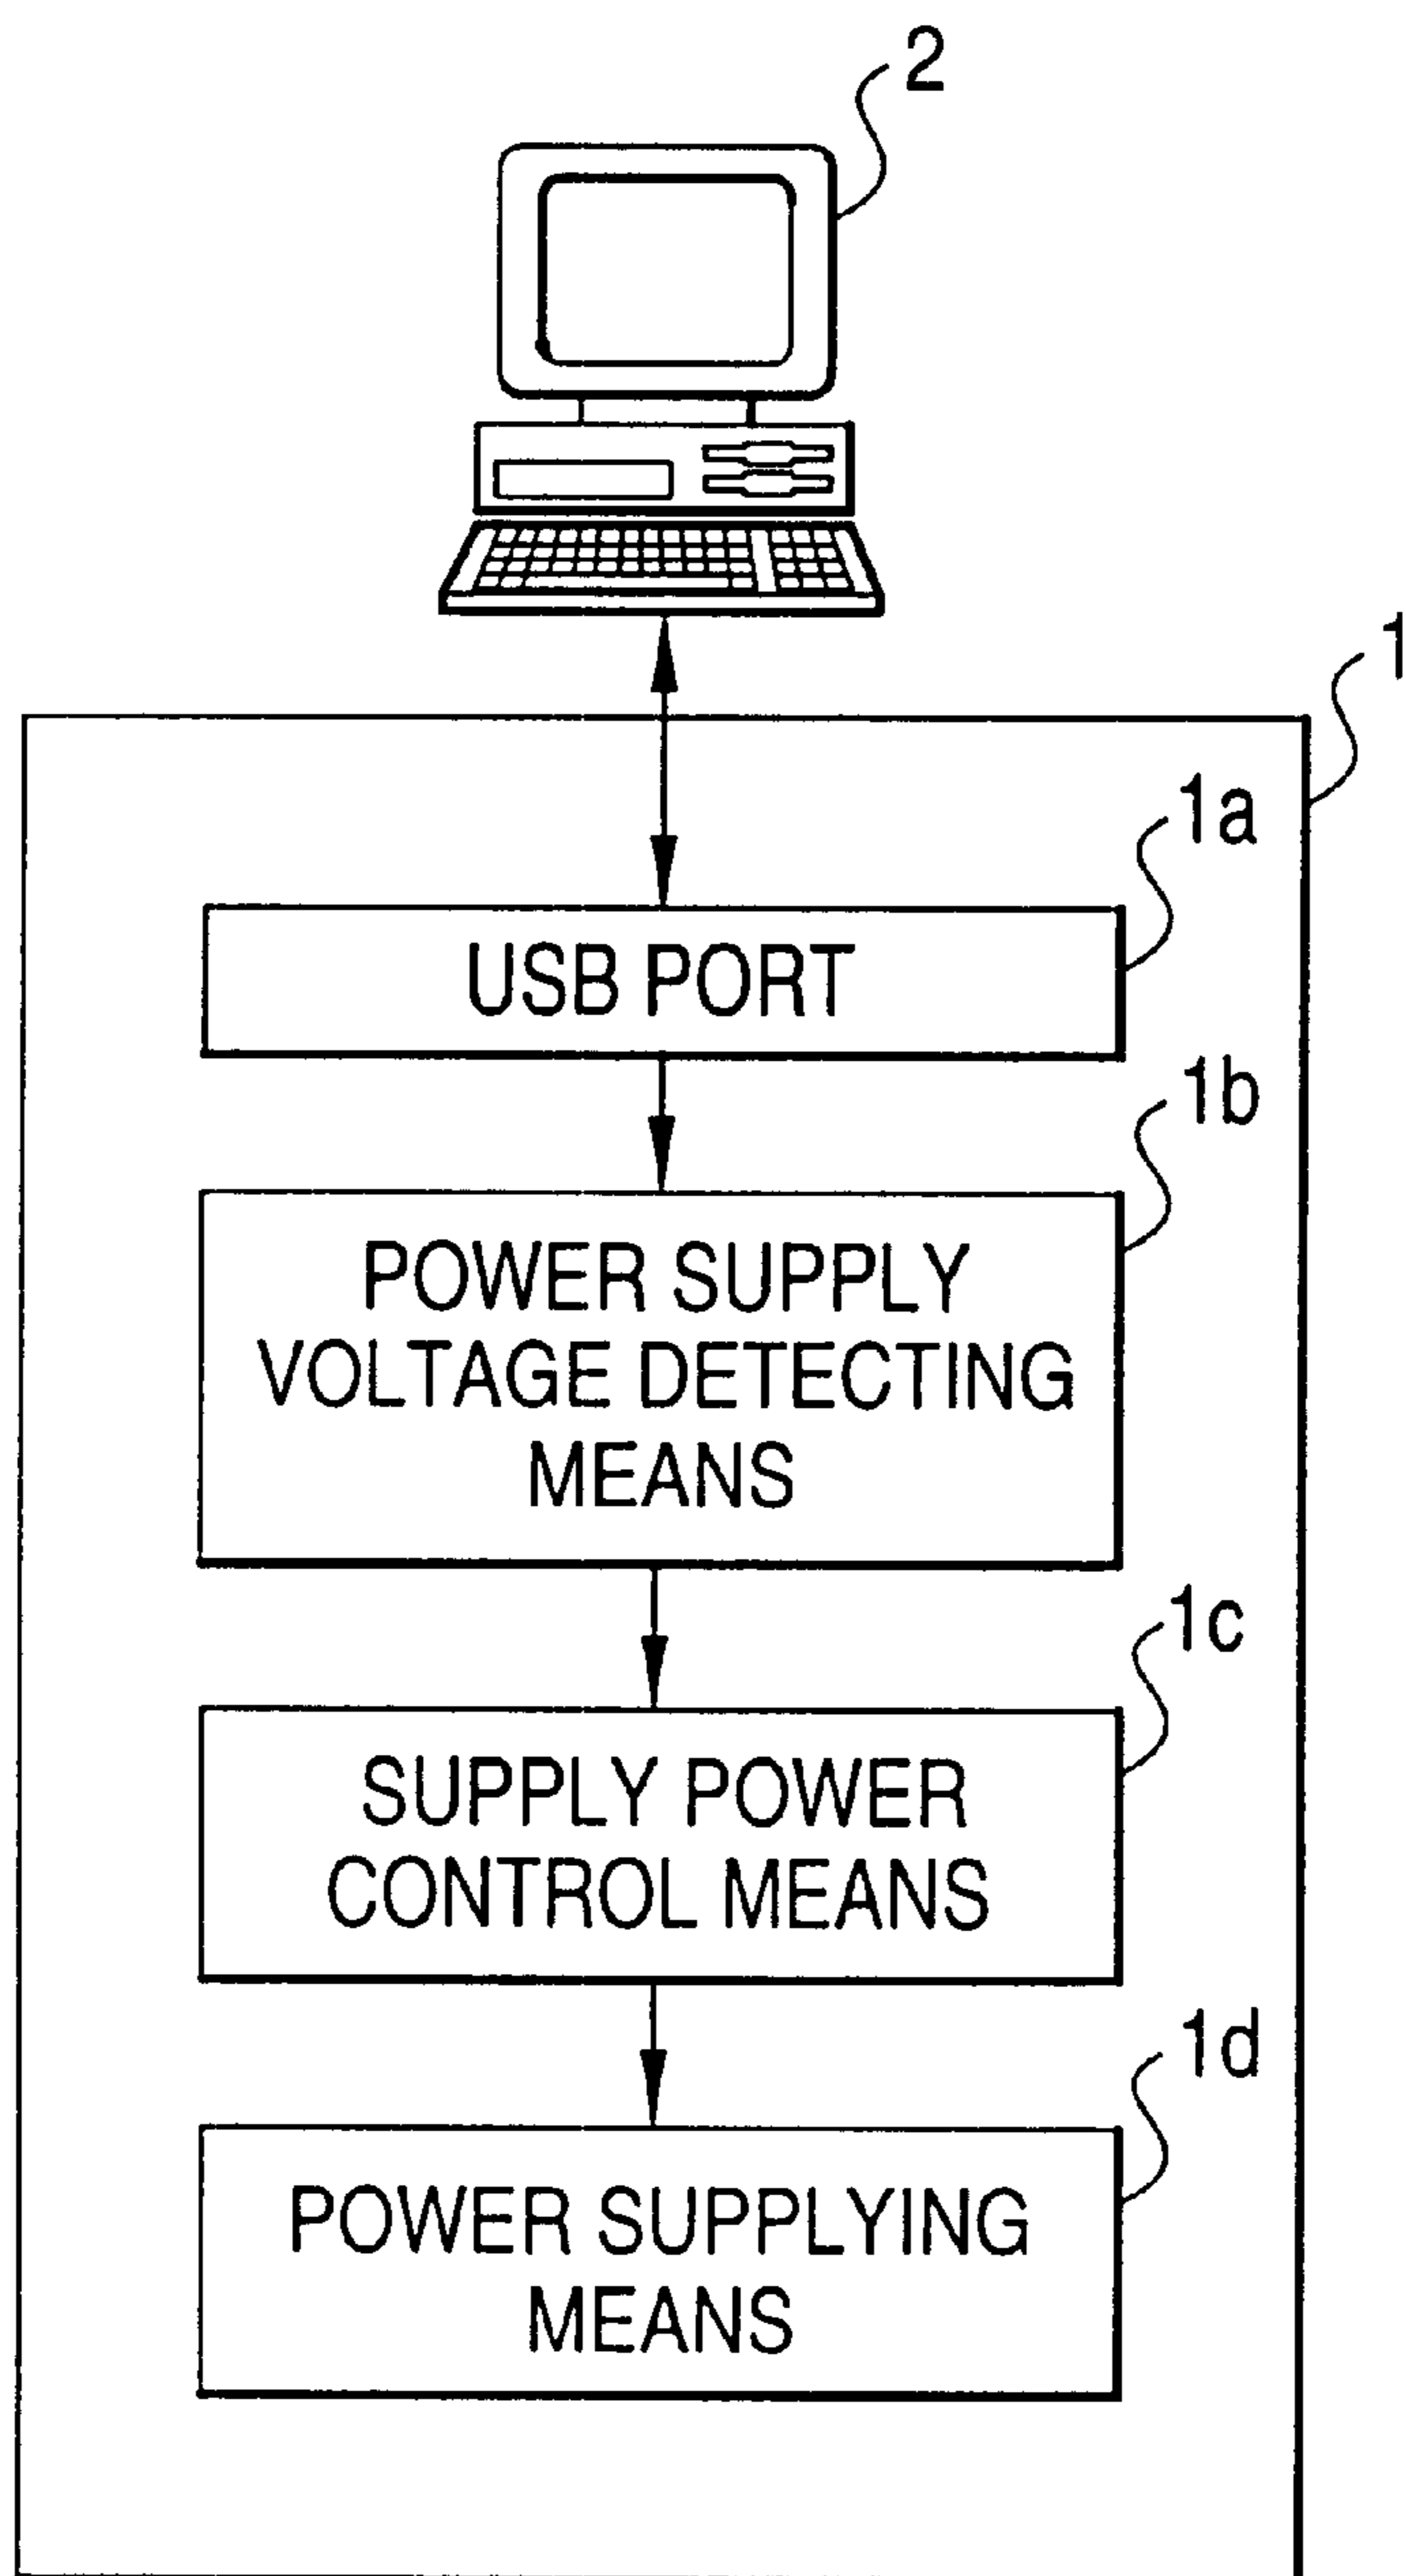 2
1
1a
USB PORT
1b
POWER SUPPLY
VOLTAGE DETECTING
MEANS
1c
SUPPLY POWER
CONTROL MEANS
1d
POWER SUPPLYING
MEANS